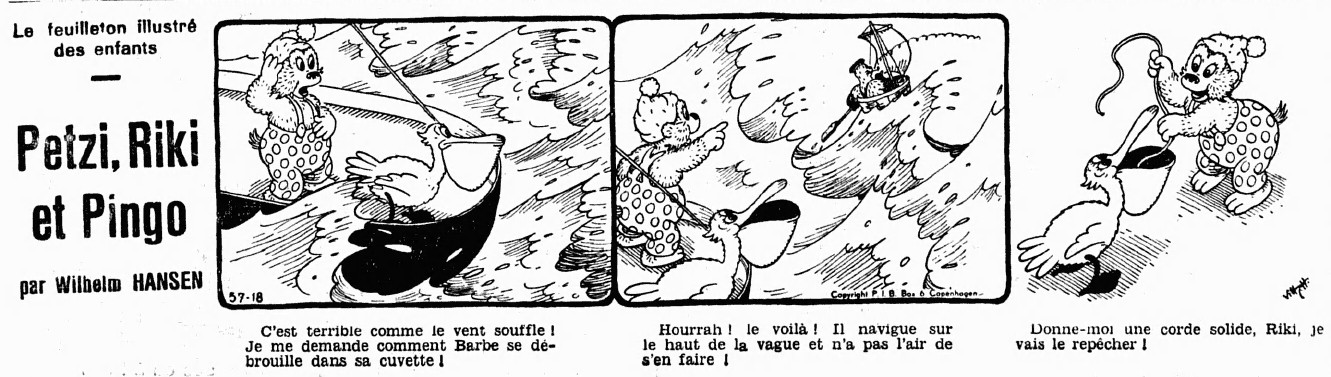 Le feuilleton illustré
des enfants
Petzi, Riki
et Pingo
par Wilhelm HANSEN
57-18
Copyright P. I. B. Box 6 Copenhagen
C'est terrible comme le vent souffle !
Je me demande comment Barbe se dé-
brouille dans sa cuvette !
Hourrah ! le voilà ! Il navigue sur
le haut de la vague et n'a pas l'air de
s'en faire !
Donne-moi une corde solide, Riki, je
vais le repêcher !